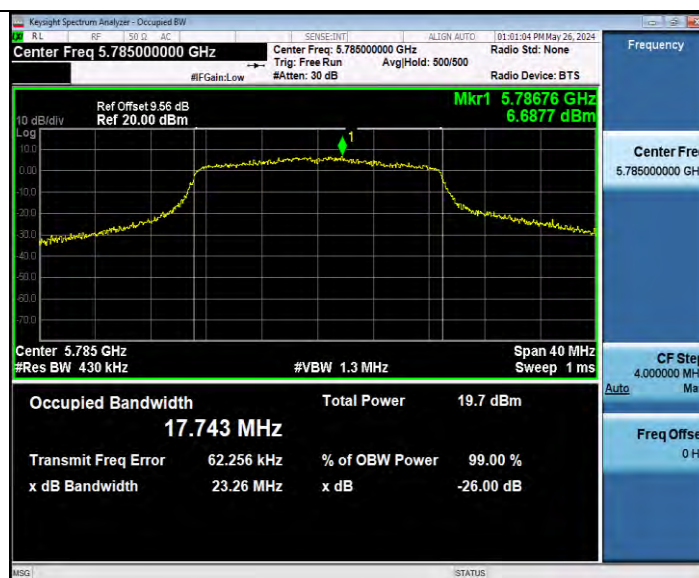 Keysight Spectrum Analyzer - Occupied BW
RL RF 50 Ω AC SENSE:INT ALIGN AUTO 01:01:04 PM May 26, 2024
Center Freq 5.785000000 GHz
Center Freq: 5.785000000 GHz Radio Std: None
Trig: Free Run Avg|Hold: 500/500
#IFGain:Low #Atten: 30 dB Radio Device: BTS
Frequency
Ref Offset 9.56 dB Mkr1 5.78676 GHz
10 dB/div Ref 20.00 dBm 6.6877 dBm
Log
1
10.0
0.00
-10.0
-20.0
-30.0
-40.0
-50.0
-60.0
-70.0
Center 5.785 GHz Span 40 MHz
#Res BW 430 kHz #VBW 1.3 MHz Sweep 1 ms
Occupied Bandwidth Total Power 19.7 dBm
17.743 MHz
Transmit Freq Error 62.256 kHz % of OBW Power 99.00 %
x dB Bandwidth 23.26 MHz x dB -26.00 dB
Center Fre
5.785000000 GH
CF Step
4.000000 MH
Auto Ma
Freq Offse
0 H
MSG STATUS